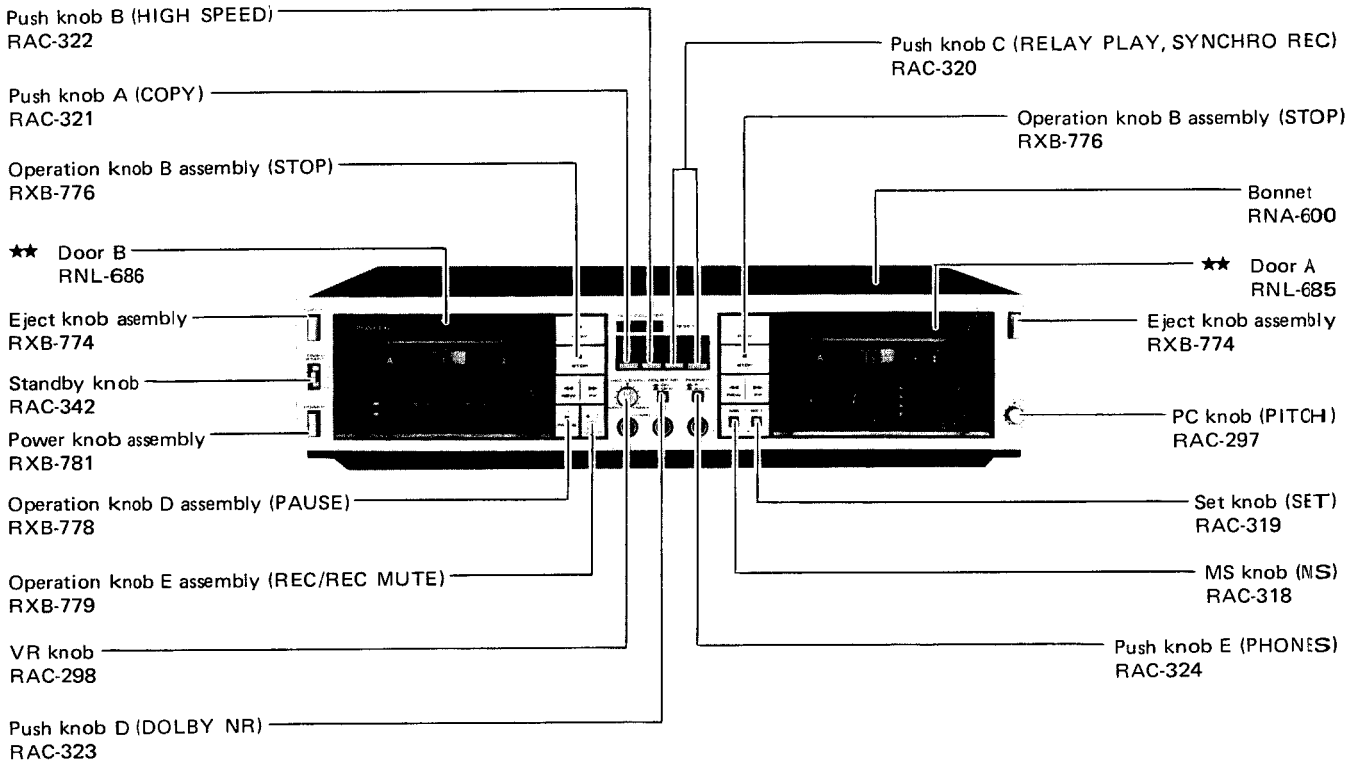 Push knob B (HIGH SPEED)
RAC-322
Push knob A (COPY)
RAC-321
Operation knob B assembly (STOP)
RXB-776
★★ Door B
RNL-686
Eject knob asembly
RXB-774
Standby knob
RAC-342
Power knob assembly
RXB-781
Operation knob D assembly (PAUSE)
RXB-778
Operation knob E assembly (REC/REC MUTE)
RXB-779
VR knob
RAC-298
Push knob D (DOLBY NR)
RAC-323
Push knob C (RELAY PLAY, SYNCHRO REC)
RAC-320
Operation knob B assembly (STOP)
RXB-776
Bonnet
RNA-600
★★ Door A
RNL-685
Eject knob assembly
RXB-774
PC knob (PITCH)
RAC-297
Set knob (SET)
RAC-319
MS knob (MS)
RAC-318
Push knob E (PHONES)
RAC-324